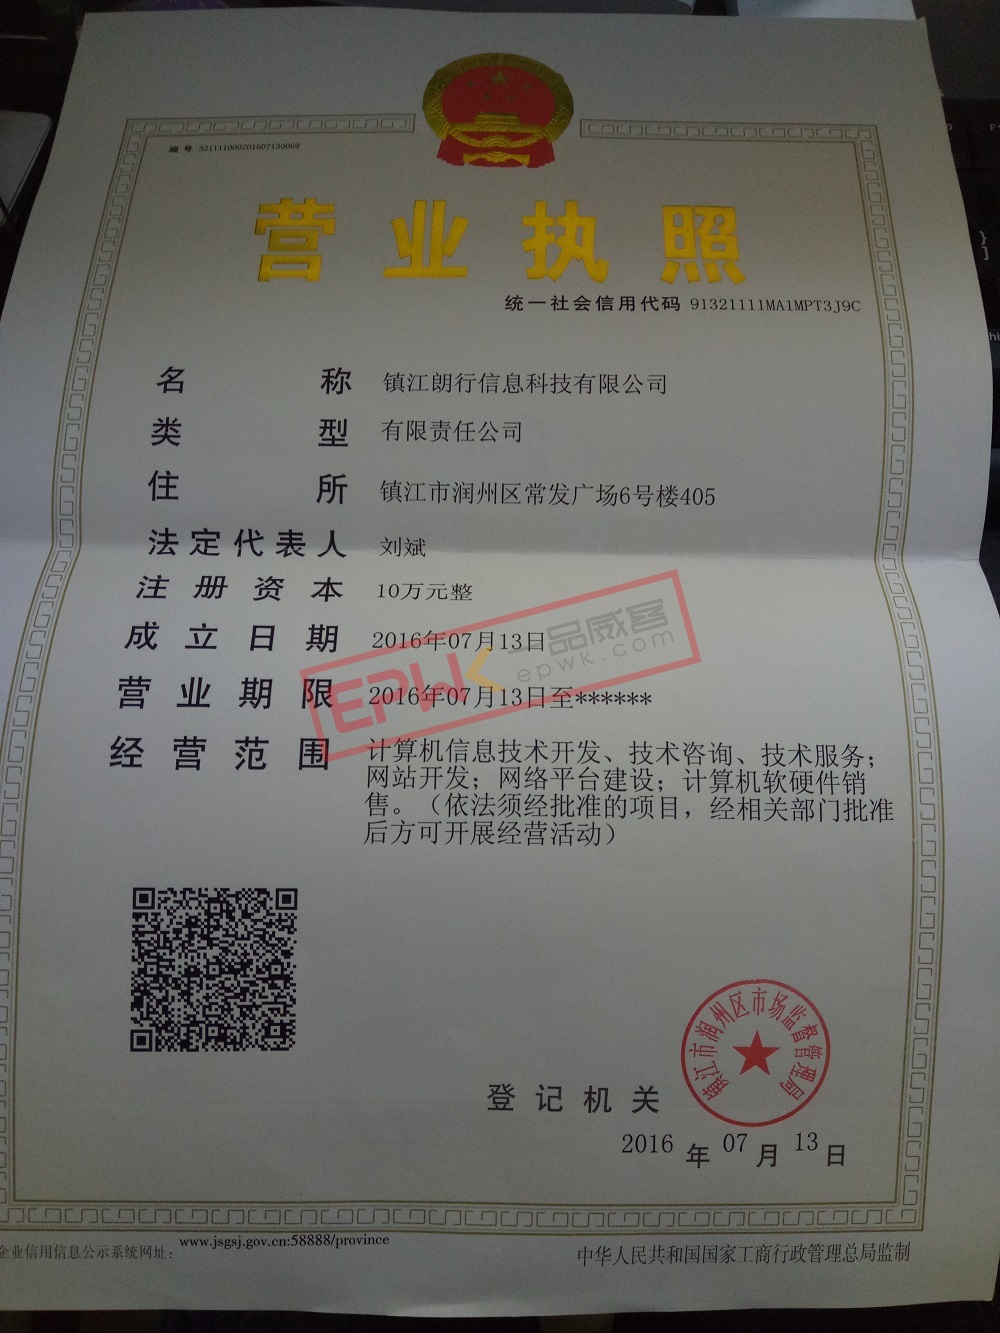 编号 321111000201607130069
营业执照
统一社会信用代码 91321111MA1MPT3J9C
名称 镇江朗行信息科技有限公司
类型 有限责任公司
住所 镇江市润州区常发广场6号楼405
法定代表人 刘斌
注册资本 10万元整
成立日期 2016年07月13日
营业期限 2016年07月13日至******
经营范围 计算机信息技术开发、技术咨询、技术服务；
网站开发；网络平台建设；计算机软硬件销
售。（依法须经批准的项目，经相关部门批准
后方可开展经营活动）
EPWK 一品威客
epwk.com
镇江市润州区市场监督管理局
登记机关
2016年07月13日
企业信用信息公示系统网址： www.jsgsj.gov.cn:58888/province
中华人民共和国国家工商行政管理总局监制